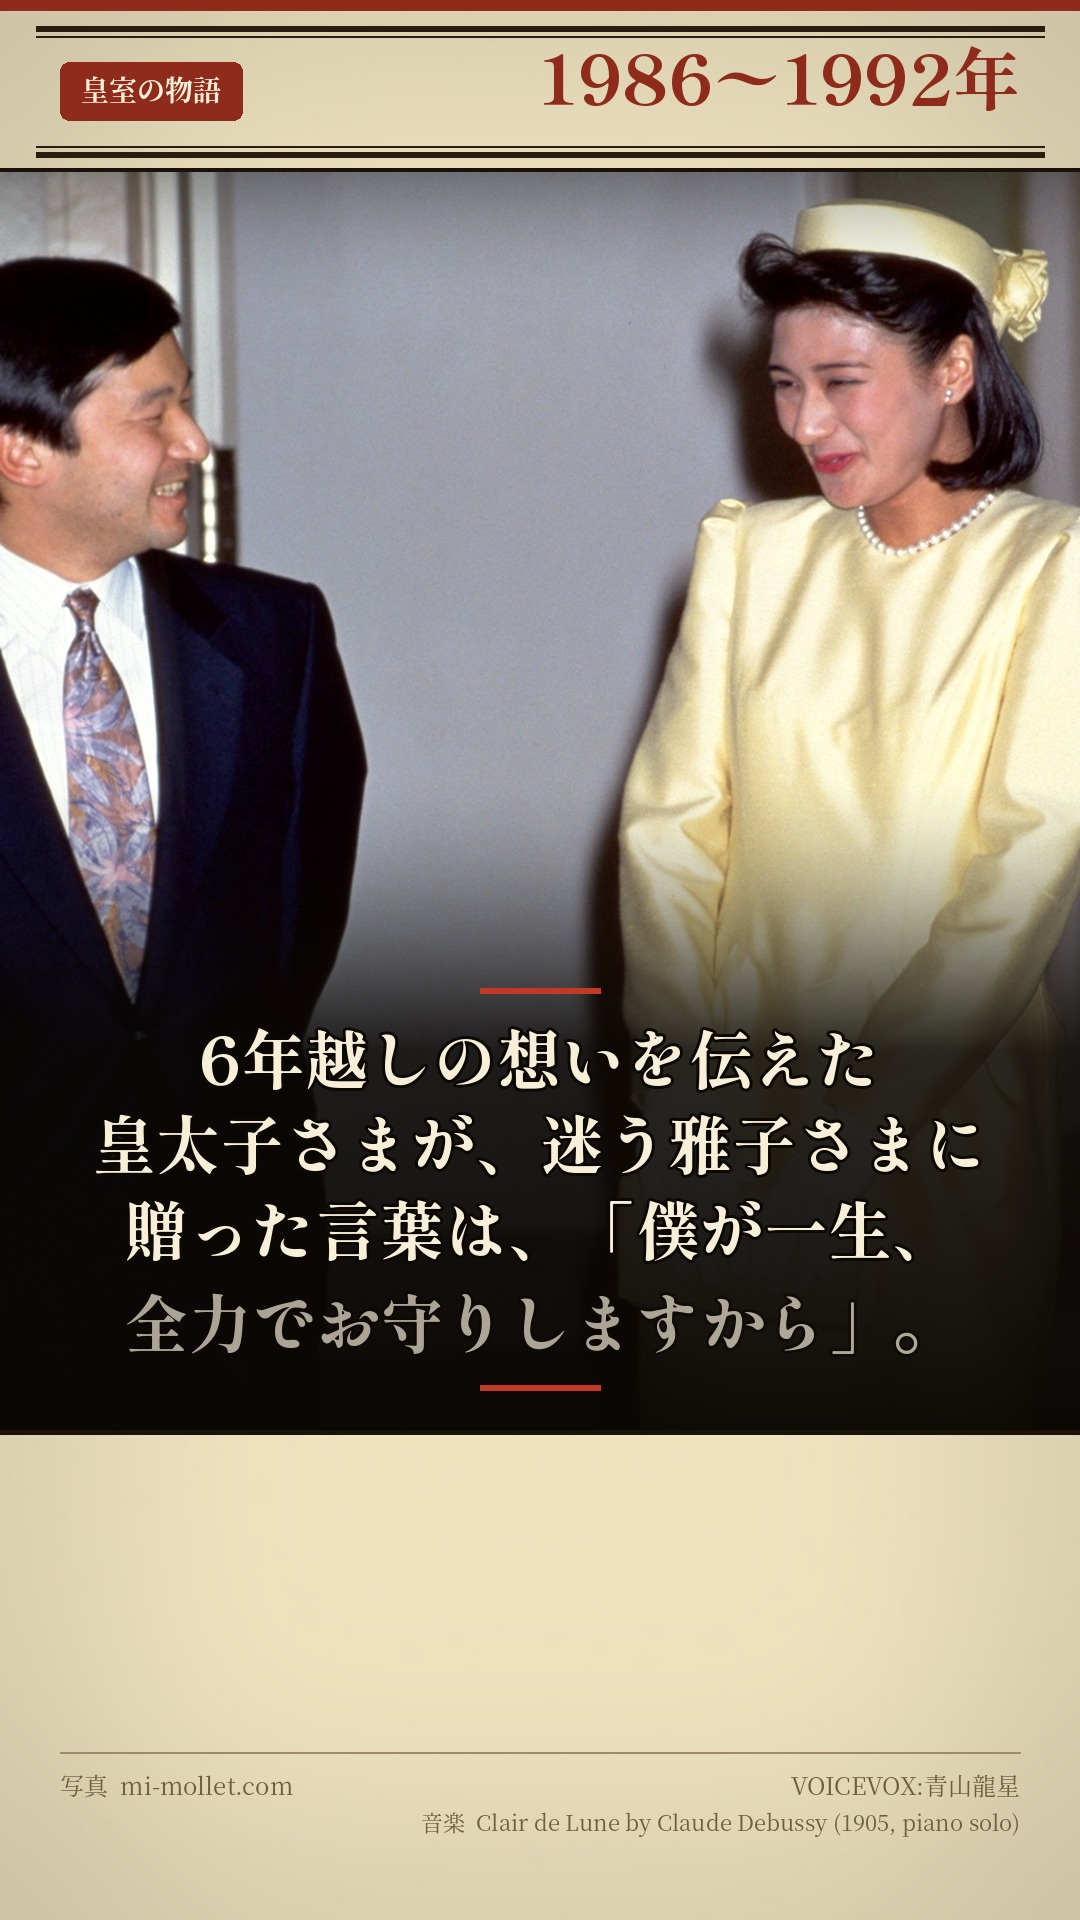 皇室の物語
1986〜1992年
6年越しの想いを伝えた
皇太子さまが、迷う雅子さまに
贈った言葉は、「僕が一生、
全力でお守りしますから」。
写真 mi-mollet.com
VOICEVOX:青山龍星
音楽 Clair de Lune by Claude Debussy (1905, piano solo)